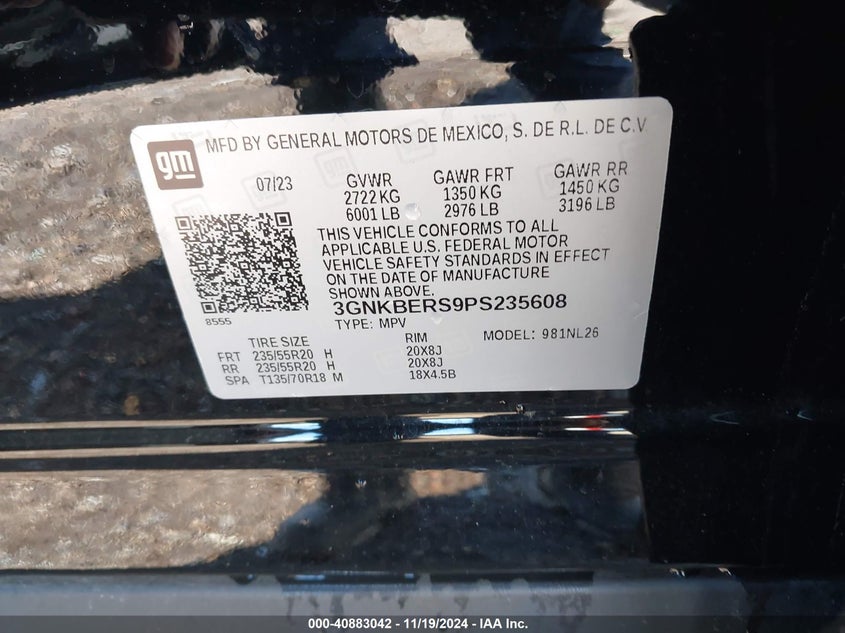 MFD BY GENERAL MOTORS DE MEXICO, S. DE R.L. DE C.V.
gm
07/23 GVWR GAWR FRT GAWR RR
2722 KG 1350 KG 1450 KG
6001 LB 2976 LB 3196 LB
THIS VEHICLE CONFORMS TO ALL
APPLICABLE U.S. FEDERAL MOTOR
VEHICLE SAFETY STANDARDS IN EFFECT
ON THE DATE OF MANUFACTURE
SHOWN ABOVE.
8555
3GNKBERS9PS235608
TYPE: MPV MODEL: 981NL26
TIRE SIZE RIM
FRT 235/55R20 H 20X8J
RR 235/55R20 H 20X8J
SPA T135/70R18 M 18X4.5B
000-40883042 - 11/19/2024 - IAA Inc.